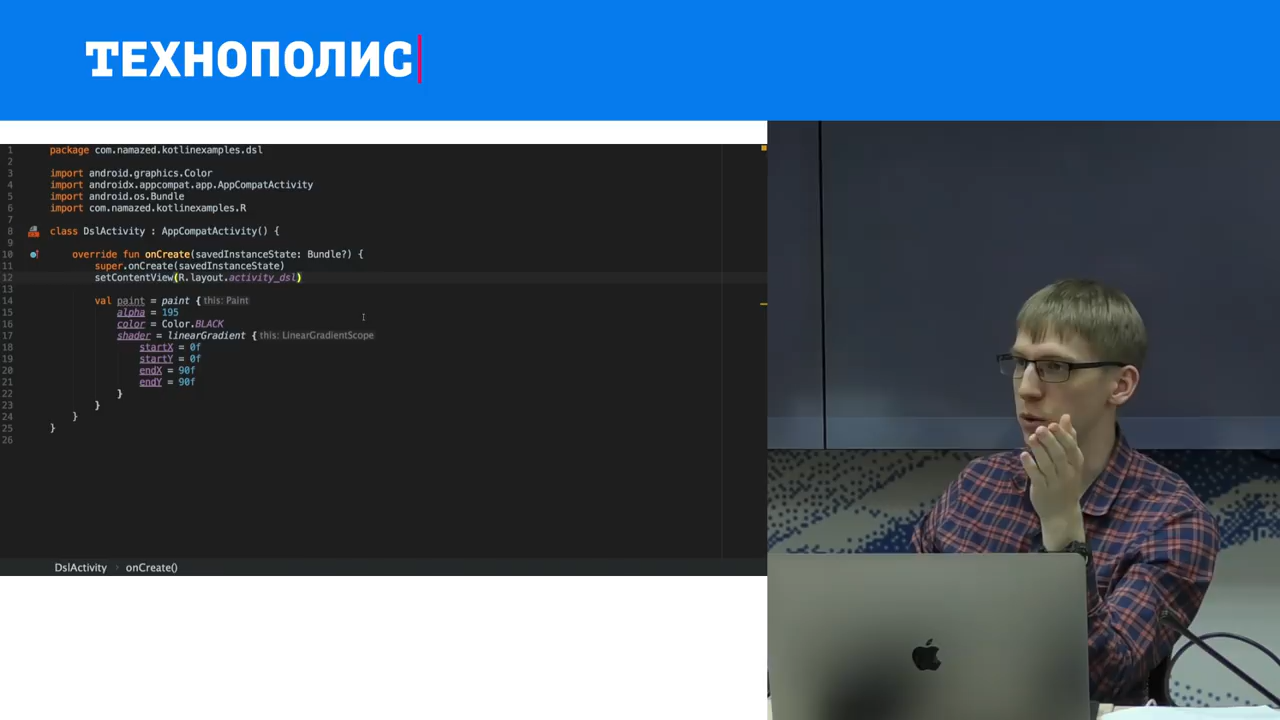 ТЕХНОПОЛИС
1 package com.namazed.kotlinexamples.dsl
2
3 import android.graphics.Color
4 import androidx.appcompat.app.AppCompatActivity
5 import android.os.Bundle
6 import com.namazed.kotlinexamples.R
7
8 class DslActivity : AppCompatActivity() {
9
10 override fun onCreate(savedInstanceState: Bundle?) {
11 super.onCreate(savedInstanceState)
12 setContentView(R.layout.activity_dsl)
13
14 val paint = paint { this: Paint
15 alpha = 195
16 color = Color.BLACK
17 shader = linearGradient { this: LinearGradientScope
18 startX = 0f
19 startY = 0f
20 endX = 90f
21 endY = 90f
22 }
23 }
24 }
25 }
26
DslActivity > onCreate()